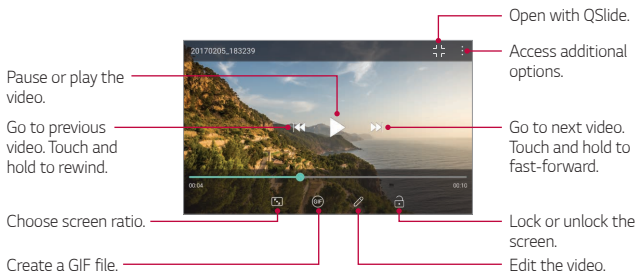 Open with QSlide.
20170205_183239
Access additional
options.
Pause or play the
video.
Go to previous
video. Touch and
hold to rewind.
Go to next video.
Touch and hold to
fast-forward.
00:04
00:10
GIF
Choose screen ratio.
Lock or unlock the
screen.
Create a GIF file.
Edit the video.